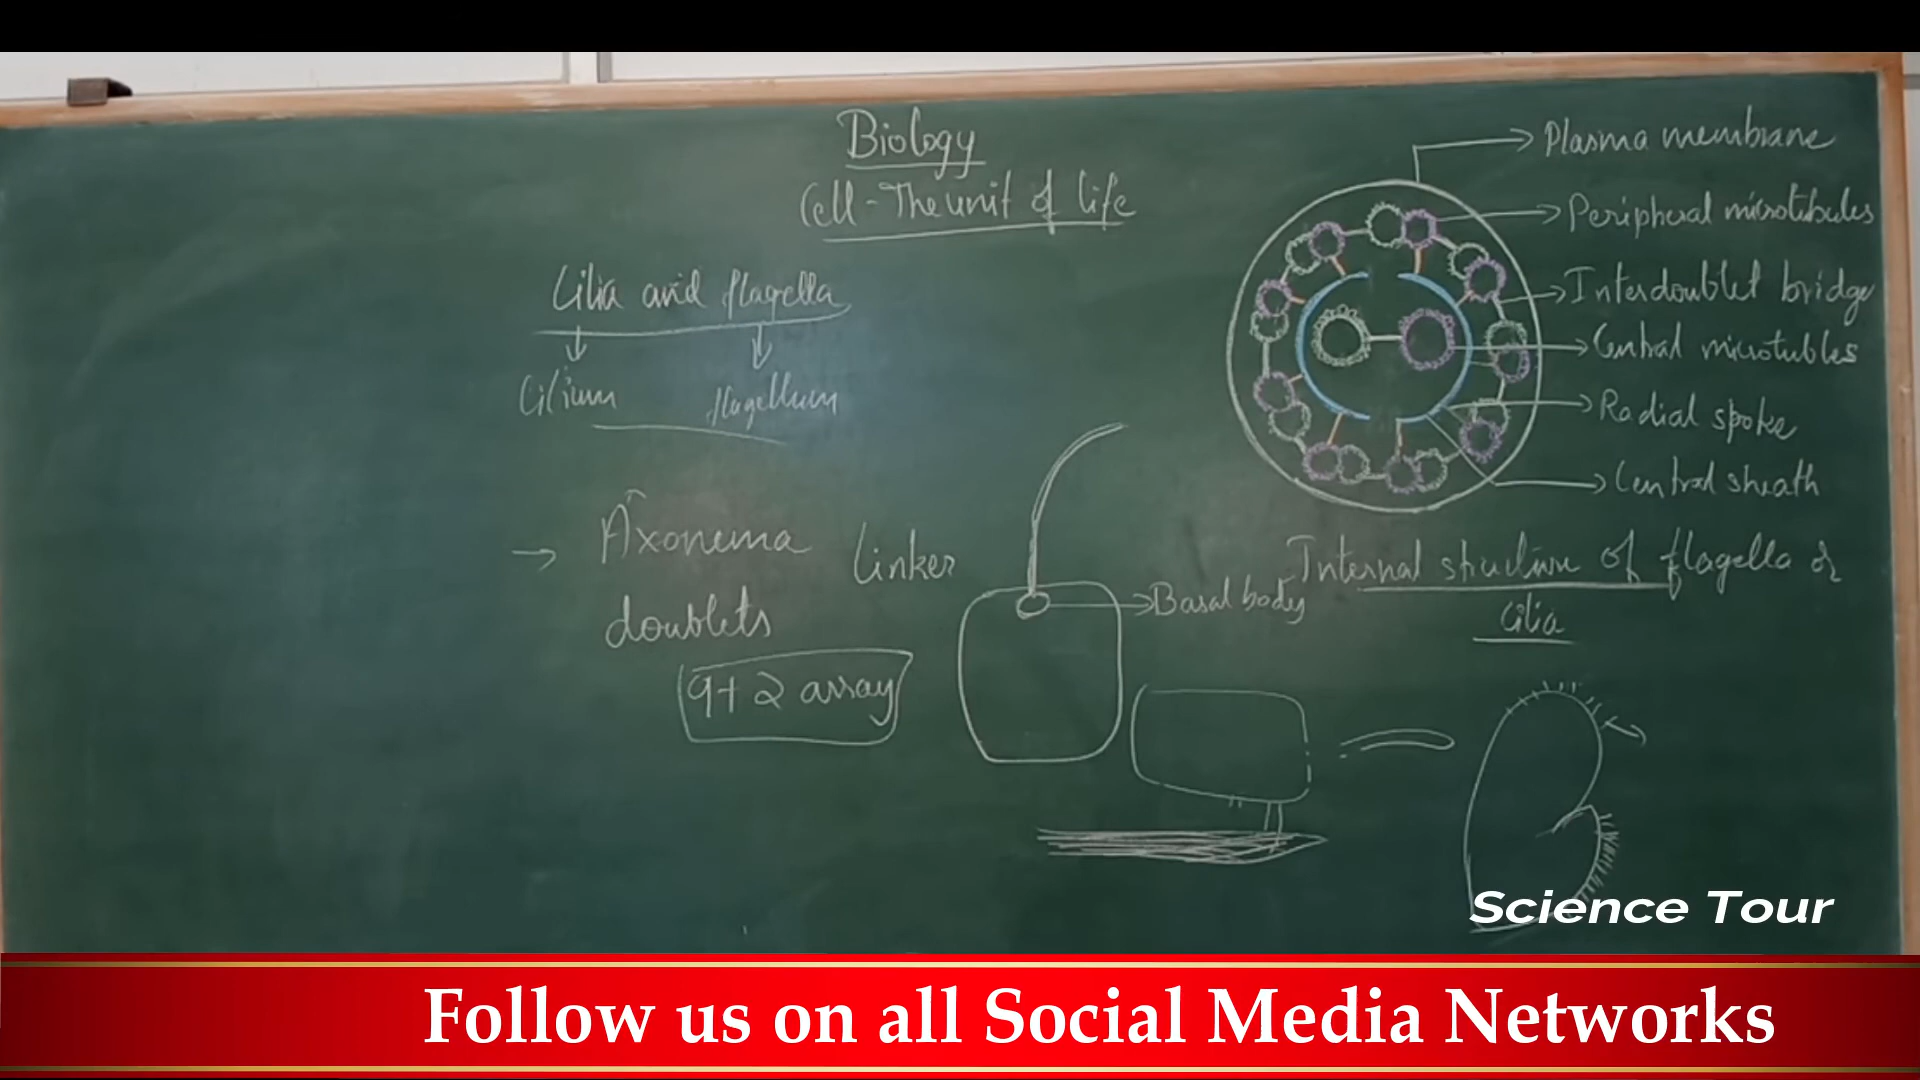 Biology
Cell - The unit of life
Cilia and flagella
Cilium
flagellum
→ Axonema
Linker
doublets
9+2 array
Basal body
Plasma membrane
Peripheral microtubules
Interdoublet bridge
Central microtubles
Radial spoke
Central sheath
Internal structure of flagella or
cilia
Science Tour
Follow us on all Social Media Networks